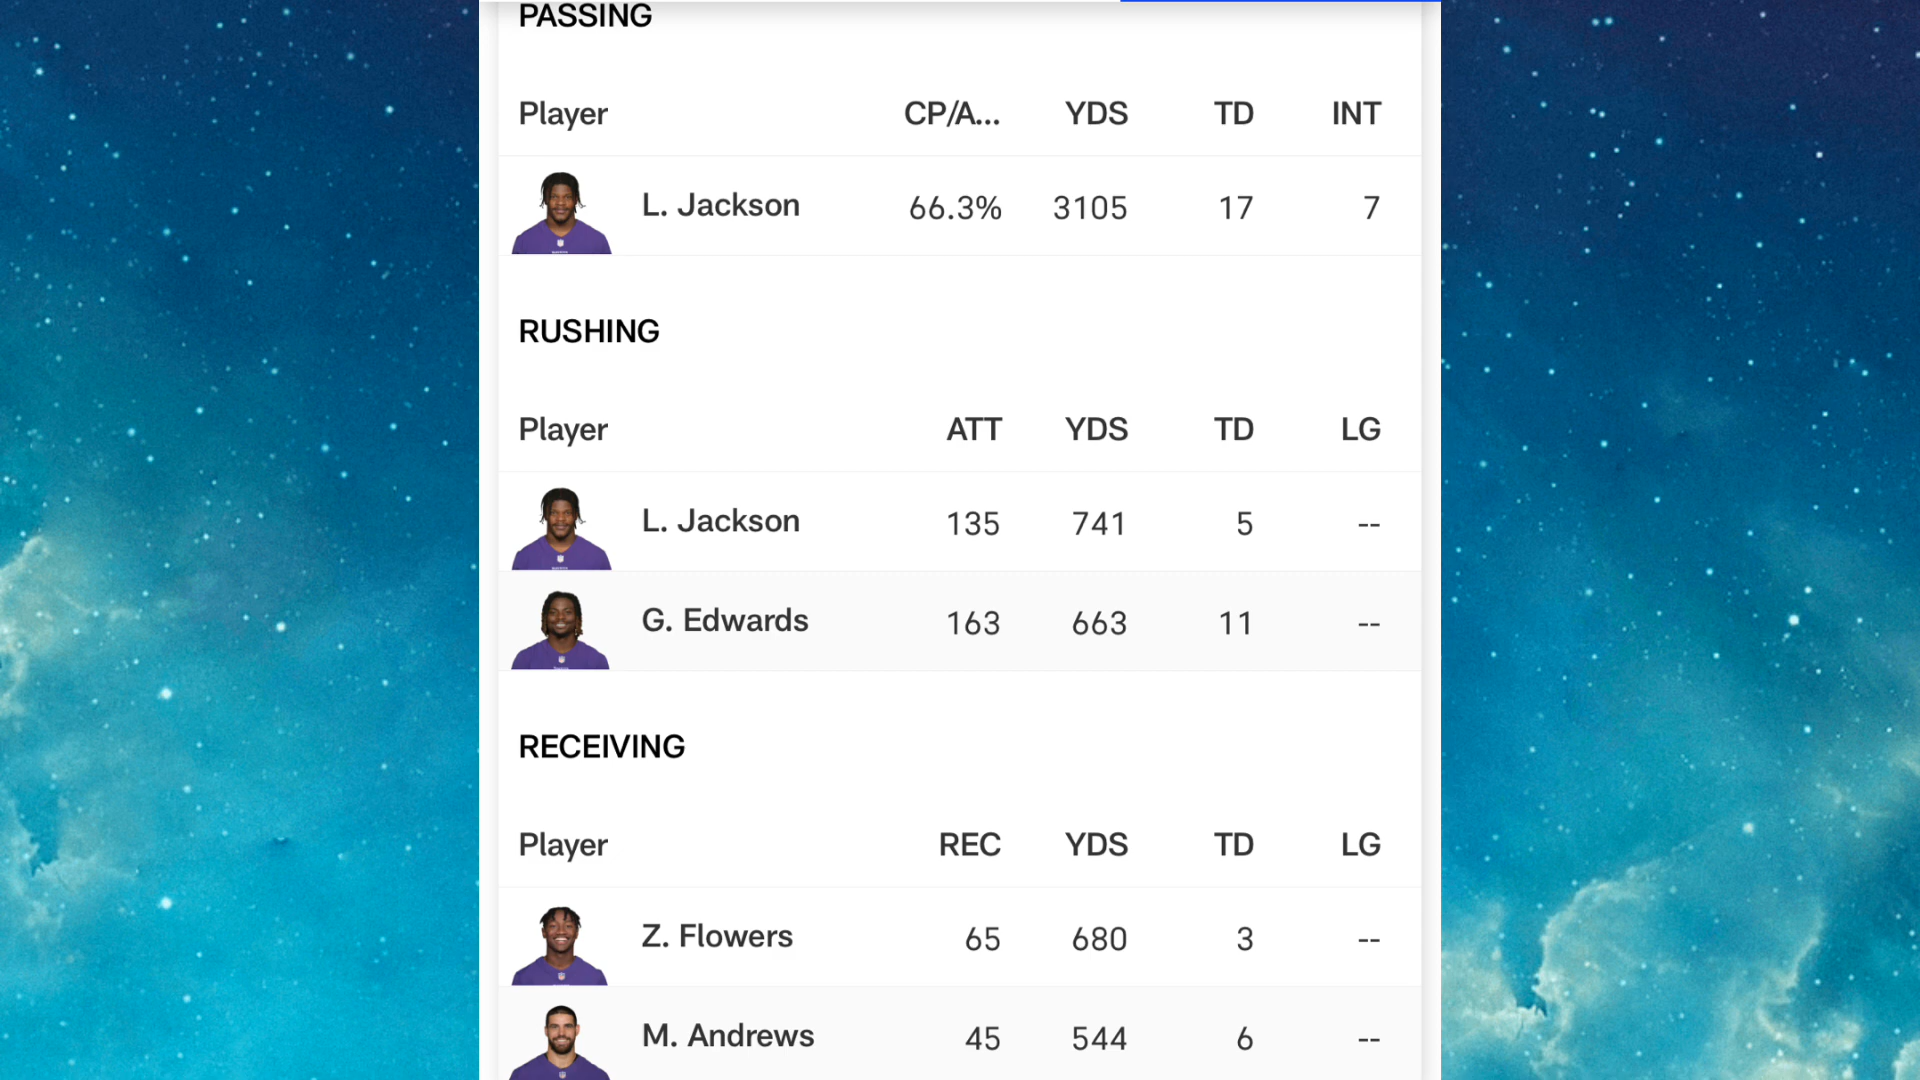 PASSING
Player CP/A... YDS TD INT
L. Jackson 66.3% 3105 17 7
RUSHING
Player ATT YDS TD LG
L. Jackson 135 741 5 --
G. Edwards 163 663 11 --
RECEIVING
Player REC YDS TD LG
Z. Flowers 65 680 3 --
M. Andrews 45 544 6 --